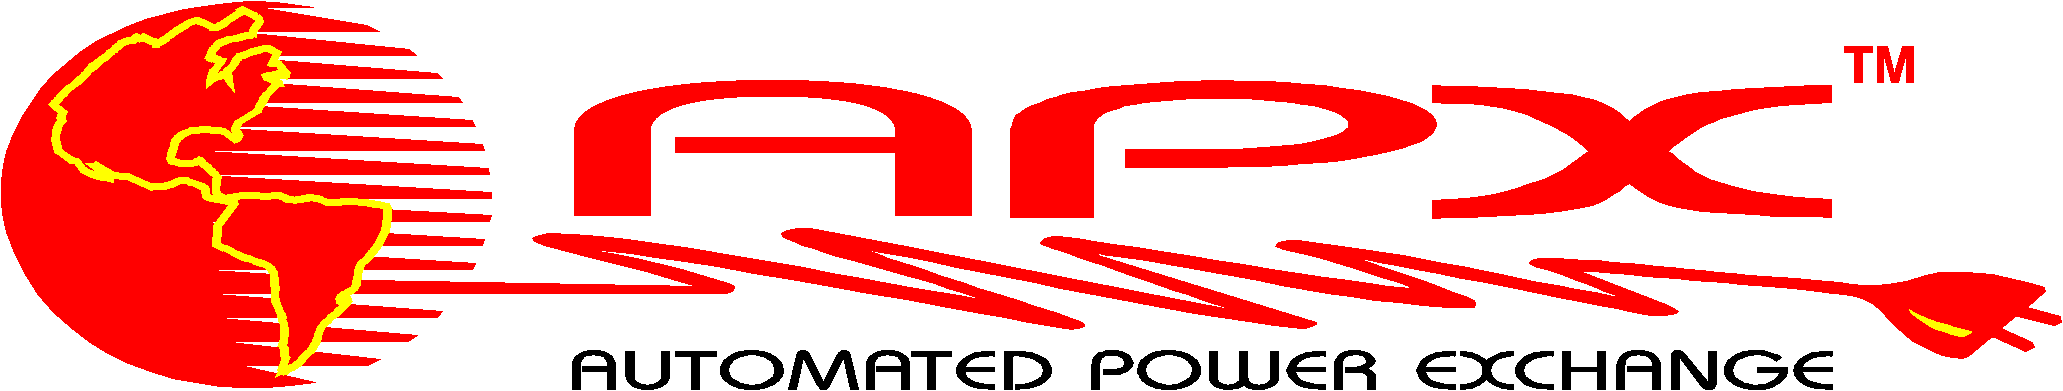 APX™
AUTOMATED POWER EXCHANGE